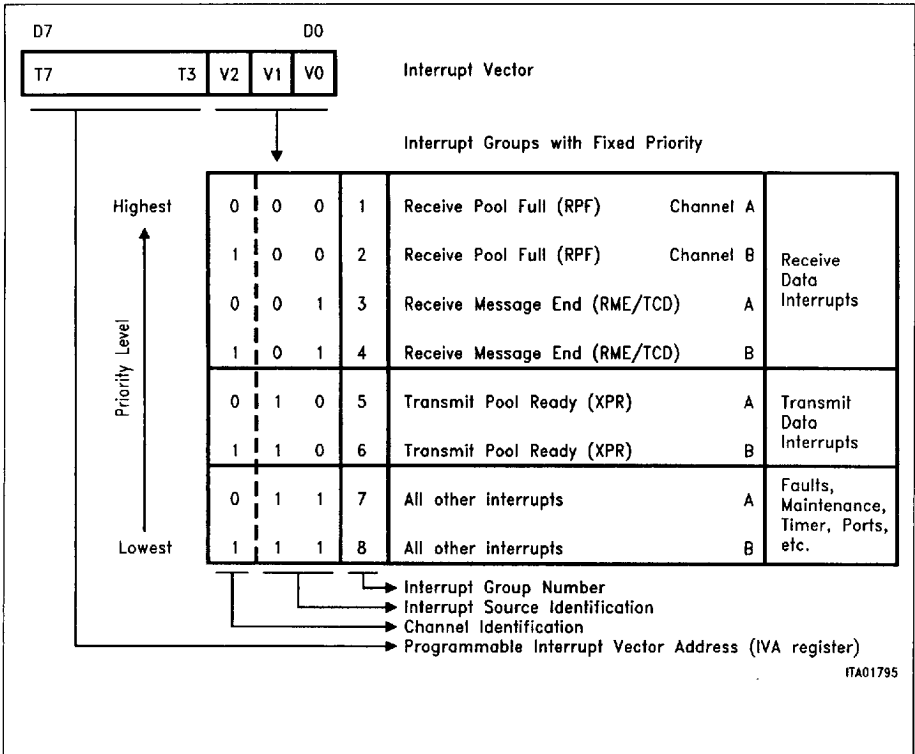 D7 D0
T7 T3 V2 V1 V0 Interrupt Vector
Interrupt Groups with Fixed Priority
Highest 0 0 0 1 Receive Pool Full (RPF) Channel A
1 0 0 2 Receive Pool Full (RPF) Channel B
0 0 1 3 Receive Message End (RME/TCD) A
1 0 1 4 Receive Message End (RME/TCD) B
Receive
Data
Interrupts
Priority Level
0 1 0 5 Transmit Pool Ready (XPR) A
1 1 0 6 Transmit Pool Ready (XPR) B
Transmit
Data
Interrupts
0 1 1 7 All other interrupts A
Lowest 1 1 1 8 All other interrupts B
Faults,
Maintenance,
Timer, Ports,
etc.
Interrupt Group Number
Interrupt Source Identification
Channel Identification
Programmable Interrupt Vector Address (IVA register)
ITA01795